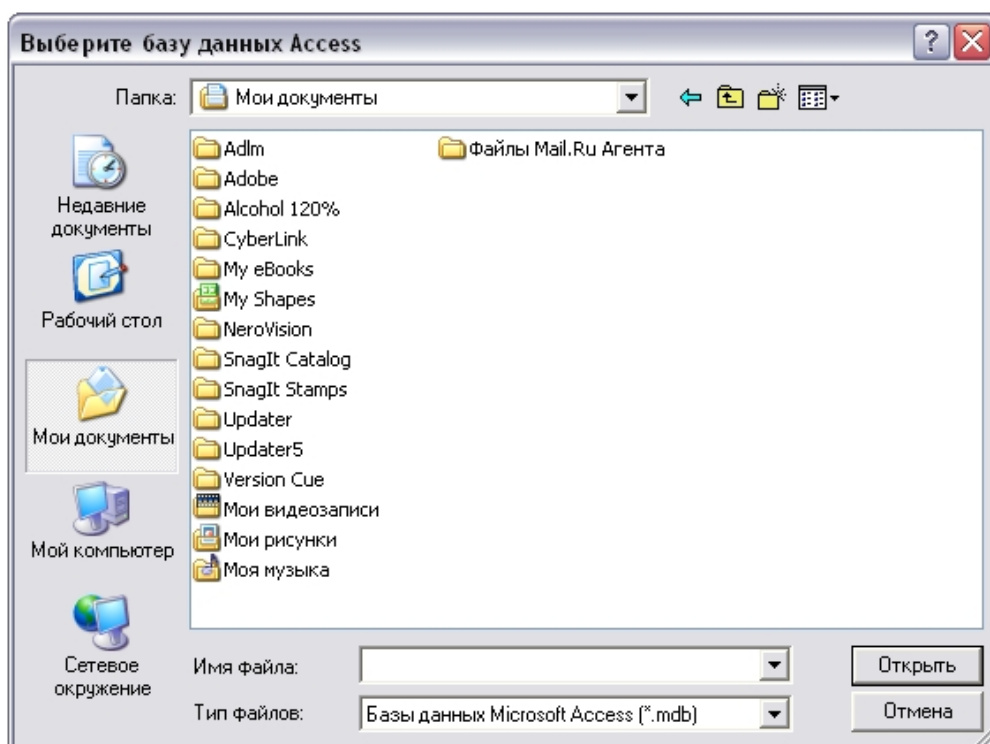 Выберите базу данных Access
Папка: Мои документы
Недавние документы
Рабочий стол
Мои документы
Мой компьютер
Сетевое окружение
Adlm
Adobe
Alcohol 120%
CyberLink
My eBooks
My Shapes
NeroVision
SnagIt Catalog
SnagIt Stamps
Updater
Updater5
Version Cue
Мои видеозаписи
Мои рисунки
Моя музыка
Файлы Mail.Ru Агента
Имя файла:
Открыть
Тип файлов: Базы данных Microsoft Access (*.mdb)
Отмена